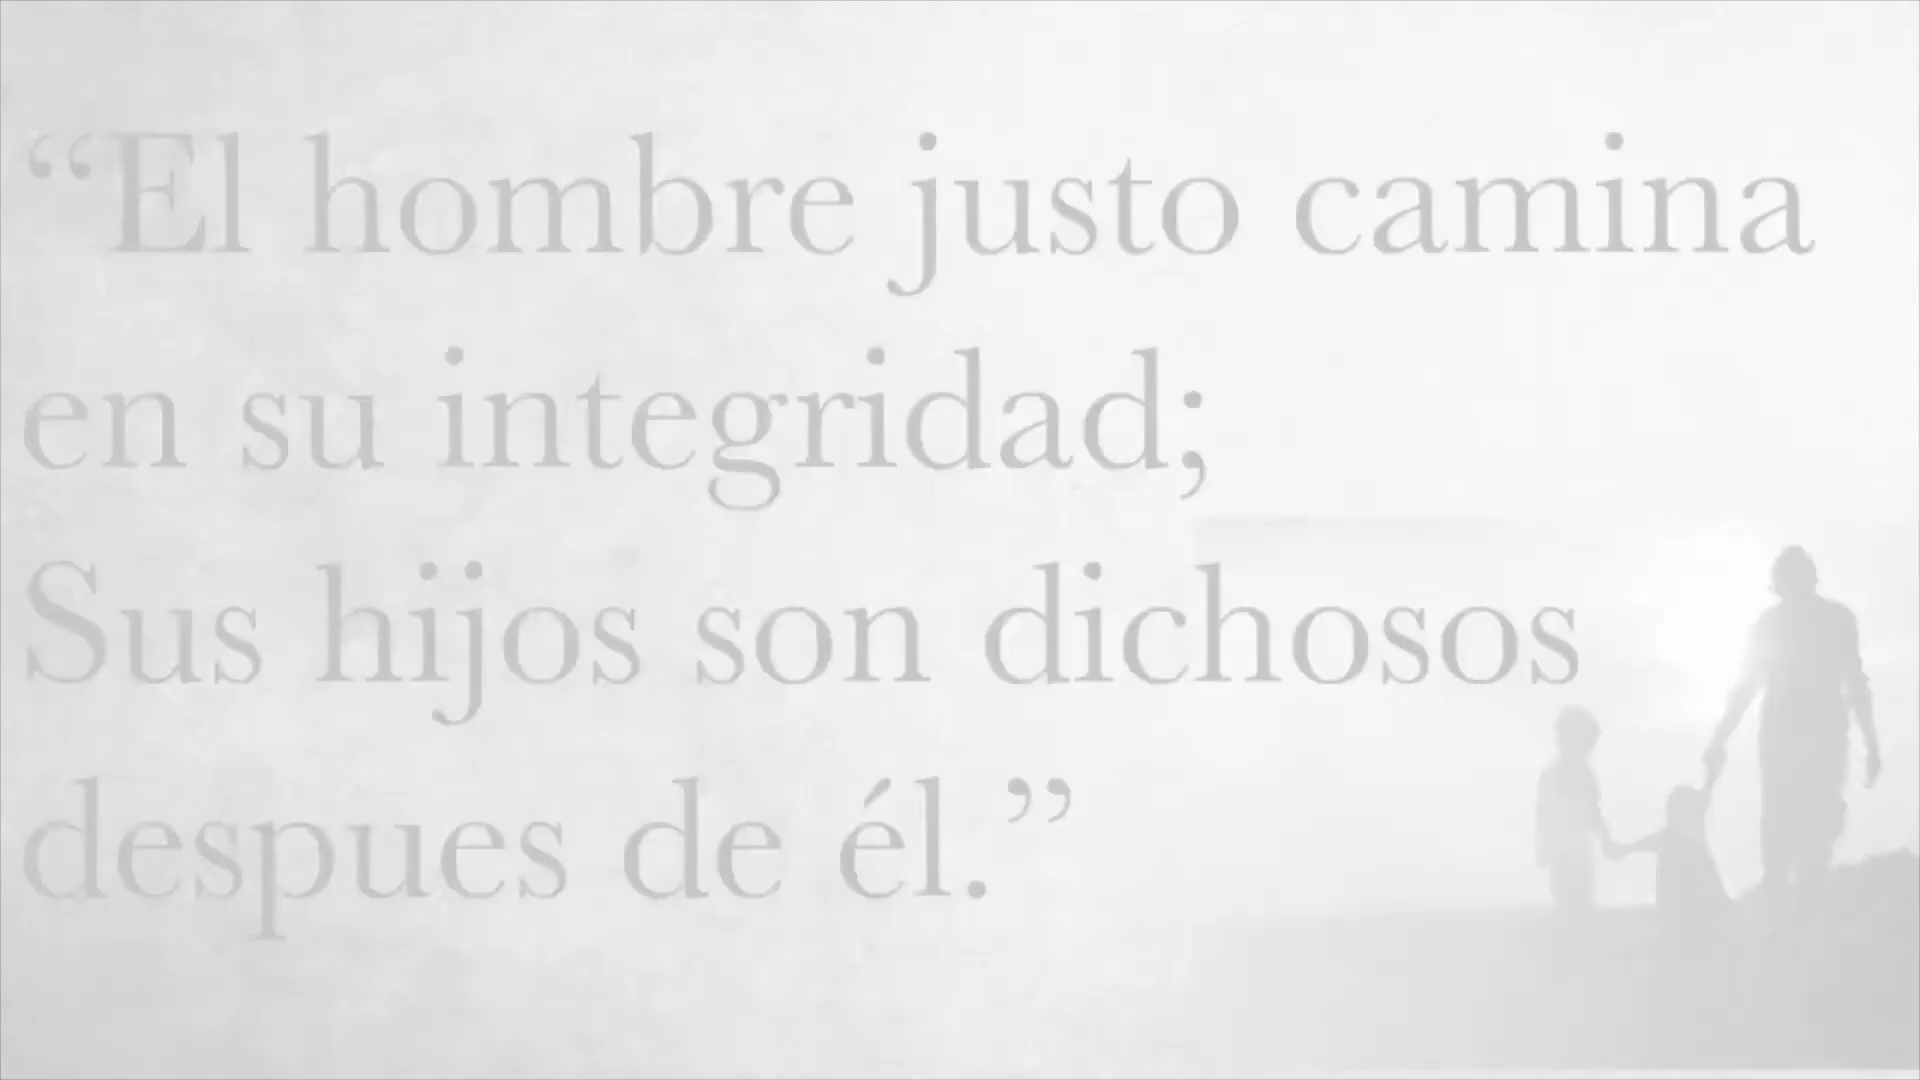 “El hombre justo camina
en su integridad;
Sus hijos son dichosos
despues de él.”